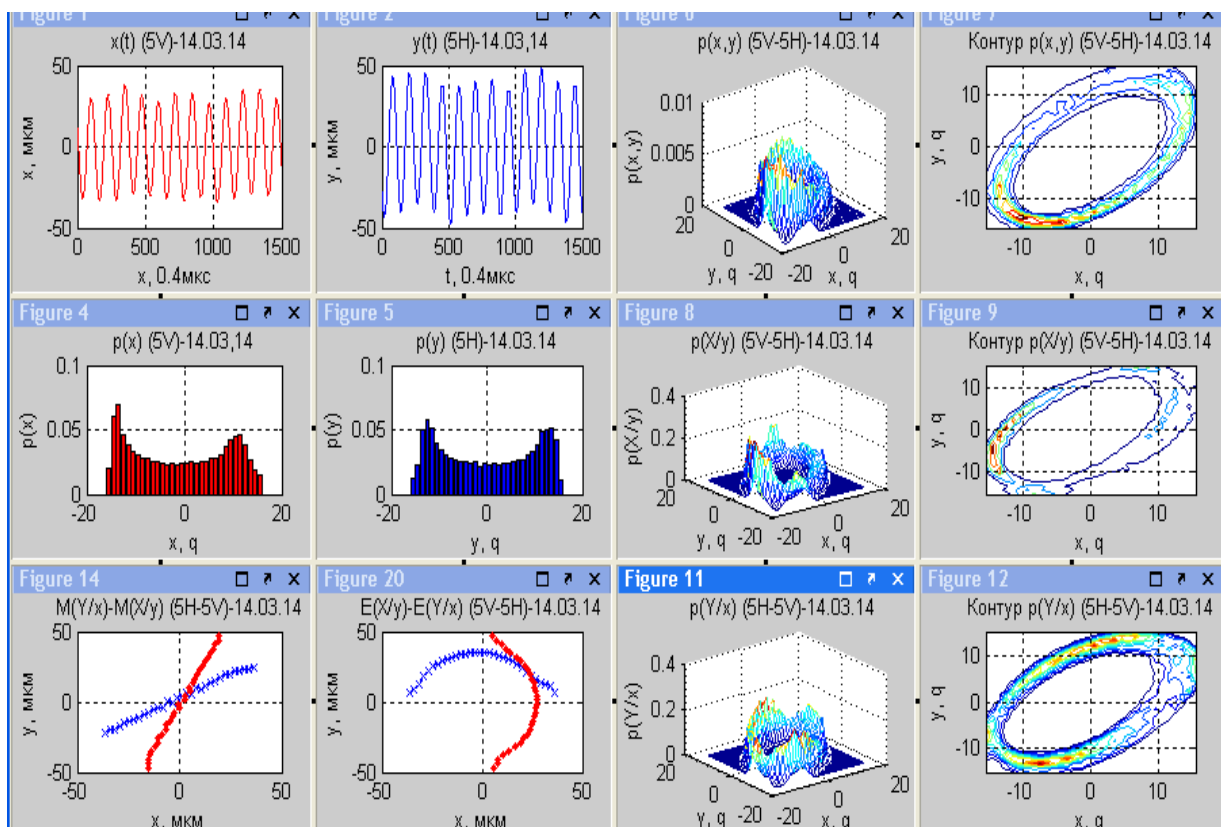 Figure 1
x(t) (5V)-14.03.14
50
0
-50
x, мкм
0 500 1000 1500
x, 0.4мкс
Figure 2
y(t) (5H)-14.03,14
50
0
-50
y, мкм
0 500 1000 1500
t, 0.4мкс
Figure 6
p(x,y) (5V-5H)-14.03.14
0.01
0.005
0
p(x,y)
20
0
-20
y, q
-20
0
20
x, q
Figure 7
Контур p(x,y) (5V-5H)-14.03.14
10
0
-10
y, q
-10 0 10
x, q
Figure 4
p(x) (5V)-14.03,14
0.1
0.05
0
p(x)
-20 0 20
x, q
Figure 5
p(y) (5H)-14.03.14
0.1
0.05
0
p(y)
-20 0 20
y, q
Figure 8
p(X/y) (5V-5H)-14.03.14
0.4
0.2
0
p(X/y)
20
0
-20
y, q
-20
0
20
x, q
Figure 9
Контур p(X/y) (5V-5H)-14.03.14
10
0
-10
y, q
-10 0 10
x, q
Figure 14
M(Y/x)-M(X/y) (5H-5V)-14.03.14
50
0
-50
y, мкм
-50 0 50
x, мкм
Figure 20
E(X/y)-E(Y/x) (5V-5H)-14.03.14
50
0
-50
y, мкм
-50 0 50
x, мкм
Figure 11
p(Y/x) (5H-5V)-14.03.14
0.4
0.2
0
p(Y/x)
20
0
-20
y, q
-20
0
20
x, q
Figure 12
Контур p(Y/x) (5H-5V)-14.03.14
10
0
-10
y, q
-10 0 10
x, q